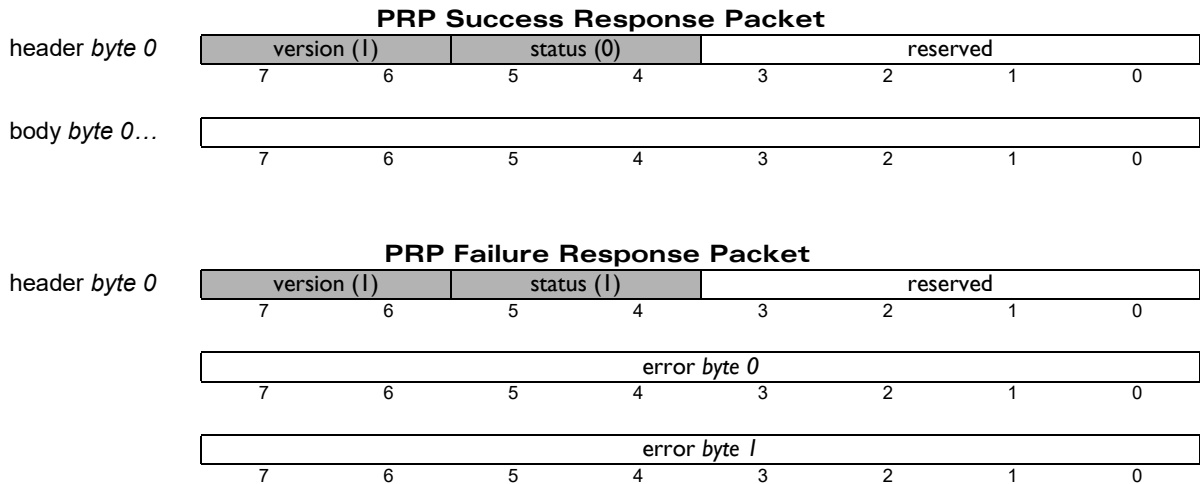 PRP Success Response Packet
header byte 0 version (1) status (0) reserved
7 6 5 4 3 2 1 0
body byte 0…
7 6 5 4 3 2 1 0
PRP Failure Response Packet
header byte 0 version (1) status (1) reserved
7 6 5 4 3 2 1 0
error byte 0
7 6 5 4 3 2 1 0
error byte 1
7 6 5 4 3 2 1 0